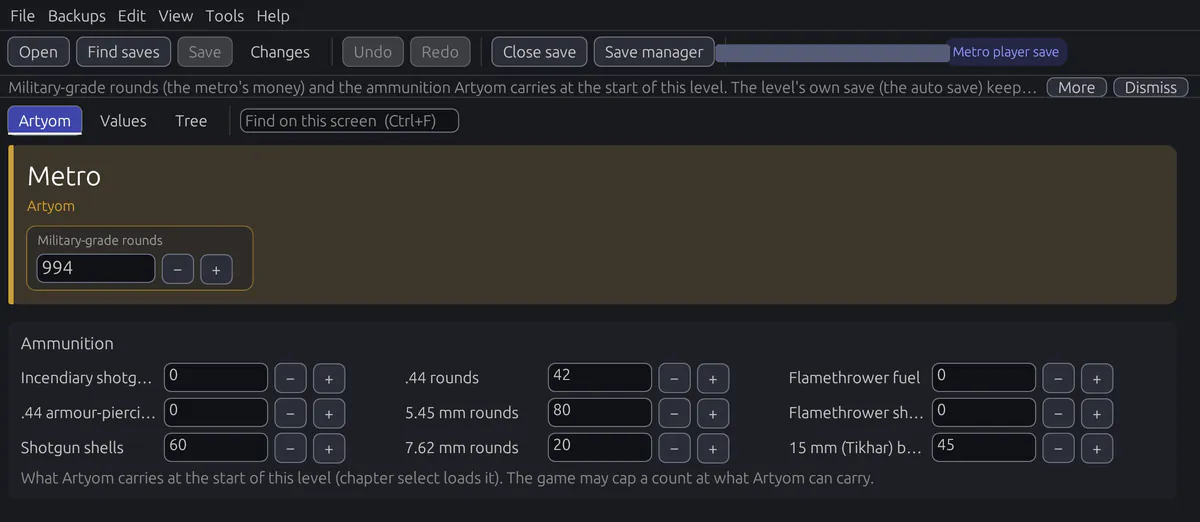 File Backups Edit View Tools Help
Open Find saves Save Changes Undo Redo Close save Save manager Metro player save
Military-grade rounds (the metro's money) and the ammunition Artyom carries at the start of this level. The level's own save (the auto save) keep... More Dismiss
Artyom Values Tree Find on this screen (Ctrl+F)
Metro
Artyom
Military-grade rounds
994 − +
Ammunition
Incendiary shotg... 0 − + .44 rounds 42 − + Flamethrower fuel 0 − +
.44 armour-pierci... 0 − + 5.45 mm rounds 80 − + Flamethrower sh... 0 − +
Shotgun shells 60 − + 7.62 mm rounds 20 − + 15 mm (Tikhar) b... 45 − +
What Artyom carries at the start of this level (chapter select loads it). The game may cap a count at what Artyom can carry.